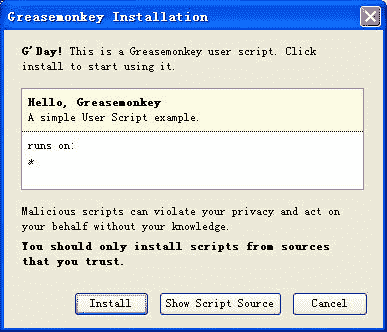 Greasemonkey Installation
G'Day! This is a Greasemonkey user script. Click
install to start using it.
Hello, Greasemonkey
A simple User Script example.
runs on:
*
Malicious scripts can violate your privacy and act on
your behalf without your knowledge.
You should only install scripts from sources
that you trust.
Install Show Script Source Cancel